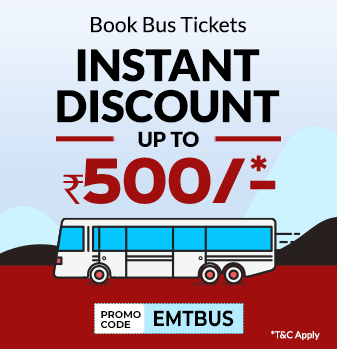 Book Bus Tickets
INSTANT
DISCOUNT
UP TO
₹500/-*
PROMO
CODE
EMTBUS
*T&C Apply